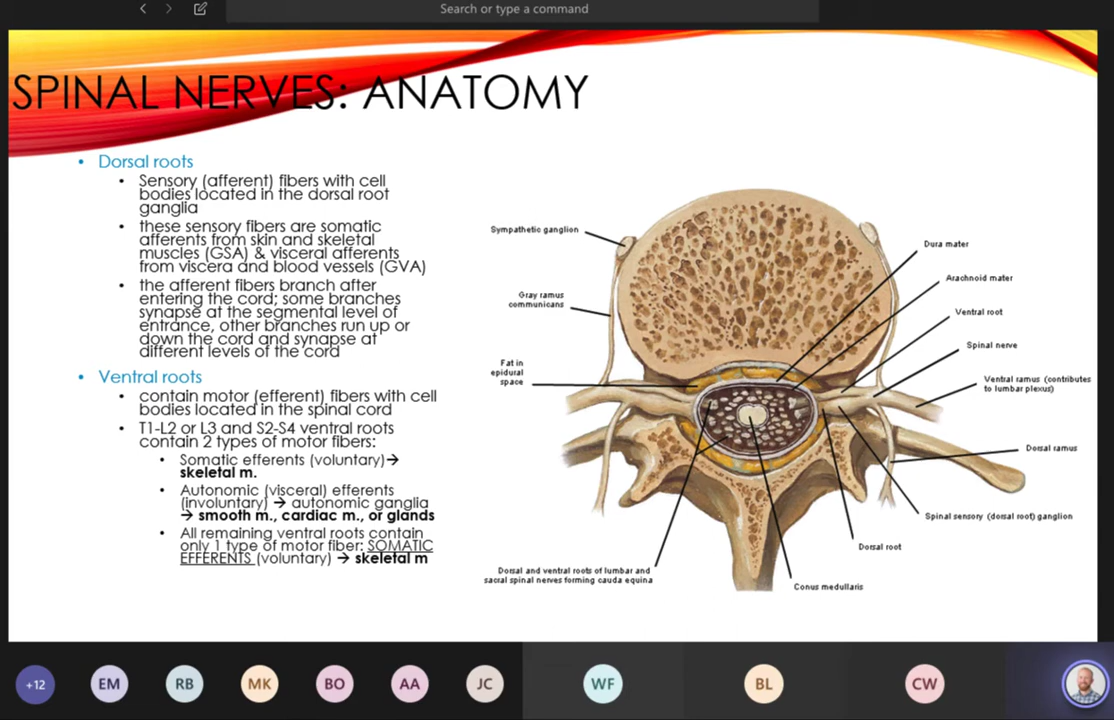 Search or type a command
SPINAL NERVES: ANATOMY
• Dorsal roots
• Sensory (afferent) fibers with cell
bodies located in the dorsal root
ganglia
• these sensory fibers are somatic
afferents from skin and skeletal
muscles (GSA) & visceral afferents
from viscera and blood vessels (GVA)
• the afferent fibers branch after
entering the cord; some branches
synapse at the segmental level of
entrance, other branches run up or
down the cord and synapse at
different levels of the cord
• Ventral roots
• contain motor (efferent) fibers with cell
bodies located in the spinal cord
• T1-L2 or L3 and S2-S4 ventral roots
contain 2 types of motor fibers:
• Somatic efferents (voluntary)→
skeletal m.
• Autonomic (visceral) efferents
(involuntary) → autonomic ganglia
→ smooth m., cardiac m., or glands
• All remaining ventral roots contain
only 1 type of motor fiber: SOMATIC
EFFERENTS (voluntary) → skeletal m
Sympathetic ganglion
Gray ramus
communicans
Fat in
epidural
space
Dorsal and ventral roots of lumbar and
sacral spinal nerves forming cauda equina
Dura mater
Arachnoid mater
Ventral root
Spinal nerve
Ventral ramus (contributes
to lumbar plexus)
Dorsal ramus
Spinal sensory (dorsal root) ganglion
Dorsal root
Conus medullaris
+12
EM
RB
MK
BO
AA
JC
WF
BL
CW